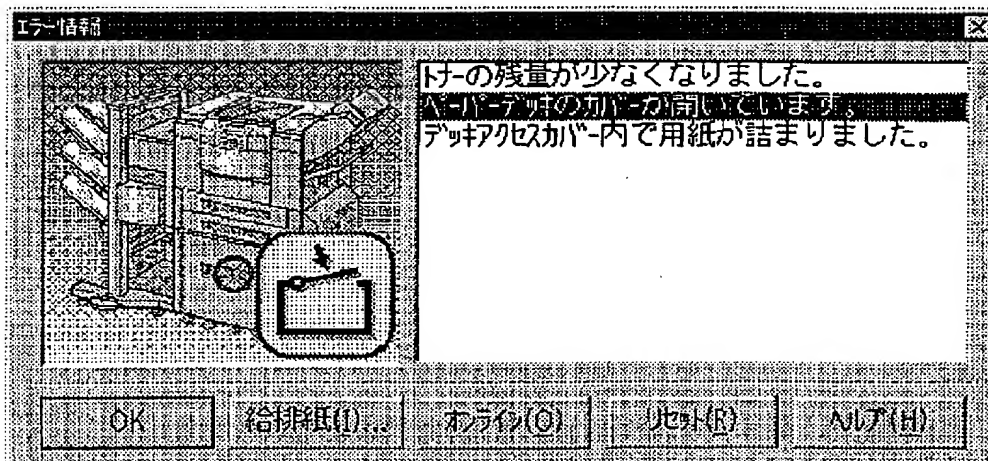 エラー情報
トナーの残量が少なくなりました。
ペーパーデッキのカバーが開いています。
デッキアクセスカバー内で用紙が詰まりました。
OK
給排紙(I)...
オンライン(O)
リセット(R)
ヘルプ(H)